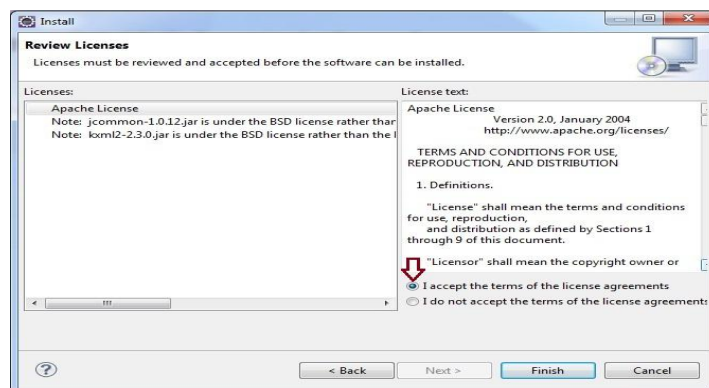 Install
Review Licenses
Licenses must be reviewed and accepted before the software can be installed.
Licenses:
Apache License
Note: jcommon-1.0.12.jar is under the BSD license rather than
Note: kxml2-2.3.0.jar is under the BSD license rather than the l
License text:
Apache License
Version 2.0, January 2004
http://www.apache.org/licenses/
TERMS AND CONDITIONS FOR USE,
REPRODUCTION, AND DISTRIBUTION
1. Definitions.
"License" shall mean the terms and conditions
for use, reproduction,
and distribution as defined by Sections 1
through 9 of this document.
"Licensor" shall mean the copyright owner or
I accept the terms of the license agreements
I do not accept the terms of the license agreements
?
< Back
Next >
Finish
Cancel